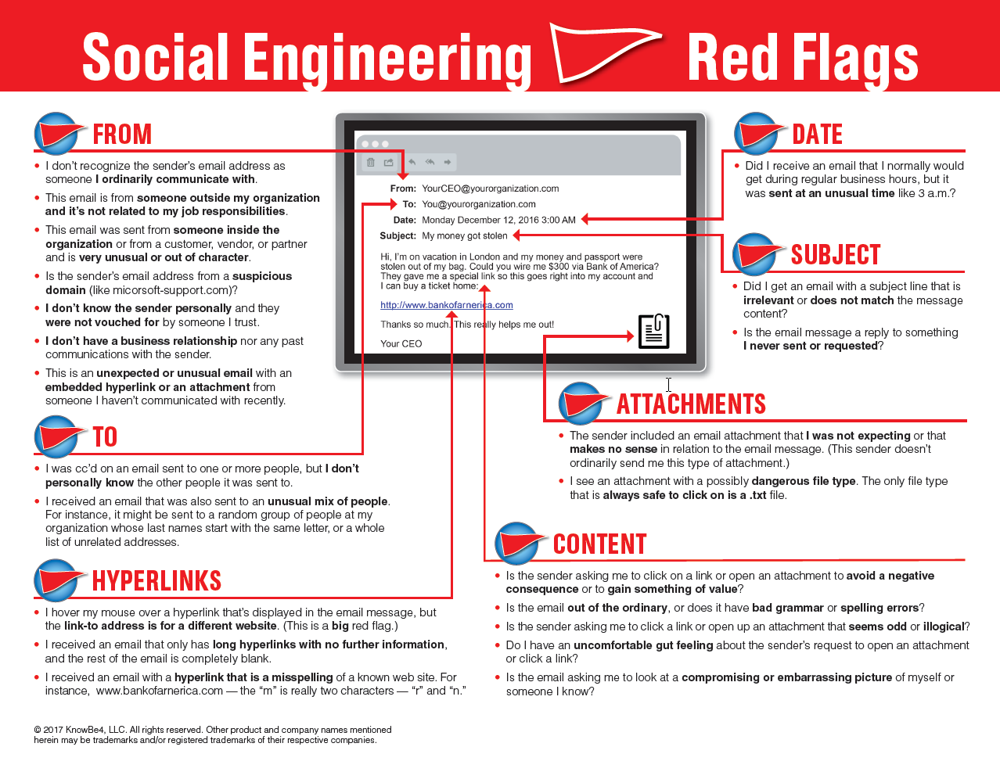 Social Engineering Red Flags
FROM
• I don't recognize the sender's email address as
someone I ordinarily communicate with.
• This email is from someone outside my organization
and it's not related to my job responsibilities.
• This email was sent from someone inside the
organization or from a customer, vendor, or partner
and is very unusual or out of character.
• Is the sender's email address from a suspicious
domain (like micorsoft-support.com)?
• I don't know the sender personally and they
were not vouched for by someone I trust.
• I don't have a business relationship nor any past
communications with the sender.
• This is an unexpected or unusual email with an
embedded hyperlink or an attachment from
someone I haven't communicated with recently.
TO
• I was cc'd on an email sent to one or more people, but I don't
personally know the other people it was sent to.
• I received an email that was also sent to an unusual mix of people.
For instance, it might be sent to a random group of people at my
organization whose last names start with the same letter, or a whole
list of unrelated addresses.
HYPERLINKS
• I hover my mouse over a hyperlink that's displayed in the email message, but
the link-to address is for a different website. (This is a big red flag.)
• I received an email that only has long hyperlinks with no further information,
and the rest of the email is completely blank.
• I received an email with a hyperlink that is a misspelling of a known web site. For
instance, www.bankofarnerica.com — the “m” is really two characters — “r” and “n.”
From: YourCEO@yourorganization.com
To: You@yourorganization.com
Date: Monday December 12, 2016 3:00 AM
Subject: My money got stolen
Hi, I'm on vacation in London and my money and passport were
stolen out of my bag. Could you wire me $300 via Bank of America?
They gave me a special link so this goes right into my account and
I can buy a ticket home:
http://www.bankofarnerica.com
Thanks so much. This really helps me out!
Your CEO
DATE
• Did I receive an email that I normally would
get during regular business hours, but it
was sent at an unusual time like 3 a.m.?
SUBJECT
• Did I get an email with a subject line that is
irrelevant or does not match the message
content?
• Is the email message a reply to something
I never sent or requested?
ATTACHMENTS
• The sender included an email attachment that I was not expecting or that
makes no sense in relation to the email message. (This sender doesn't
ordinarily send me this type of attachment.)
• I see an attachment with a possibly dangerous file type. The only file type
that is always safe to click on is a .txt file.
CONTENT
• Is the sender asking me to click on a link or open an attachment to avoid a negative
consequence or to gain something of value?
• Is the email out of the ordinary, or does it have bad grammar or spelling errors?
• Is the sender asking me to click a link or open up an attachment that seems odd or illogical?
• Do I have an uncomfortable gut feeling about the sender's request to open an attachment
or click a link?
• Is the email asking me to look at a compromising or embarrassing picture of myself or
someone I know?
© 2017 KnowBe4, LLC. All rights reserved. Other product and company names mentioned
herein may be trademarks and/or registered trademarks of their respective companies.